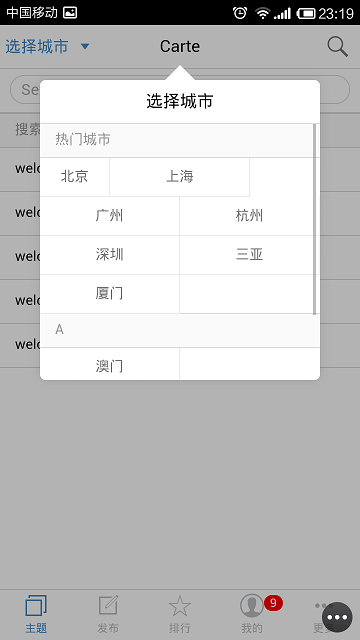 中国移动 23:19
选择城市 Carte
Se
选择城市
搜索
热门城市
welc
北京 上海
welc
广州 杭州
welc
深圳 三亚
welc
厦门
A
welc
澳门
主题 发布 排行 我的 9